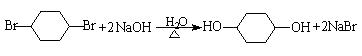 Br Br +2NaOH H₂O △ HO OH +2NaBr